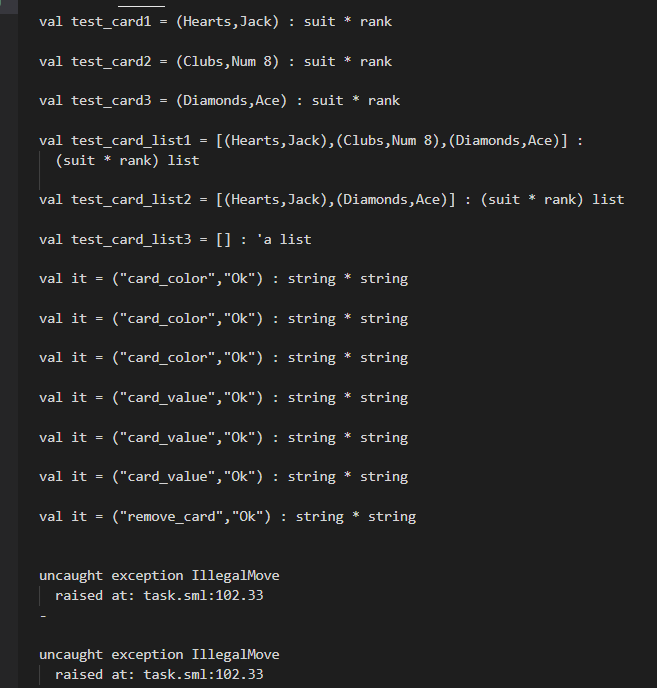 val test_card1 = (Hearts,Jack) : suit * rank
val test_card2 = (Clubs,Num 8) : suit * rank
val test_card3 = (Diamonds,Ace) : suit * rank
val test_card_list1 = [(Hearts,Jack),(Clubs,Num 8),(Diamonds,Ace)] :
  (suit * rank) list
val test_card_list2 = [(Hearts,Jack),(Diamonds,Ace)] : (suit * rank) list
val test_card_list3 = [] : 'a list
val it = ("card_color","Ok") : string * string
val it = ("card_color","Ok") : string * string
val it = ("card_color","Ok") : string * string
val it = ("card_value","Ok") : string * string
val it = ("card_value","Ok") : string * string
val it = ("card_value","Ok") : string * string
val it = ("remove_card","Ok") : string * string
uncaught exception IllegalMove
  raised at: task.sml:102.33
-
uncaught exception IllegalMove
  raised at: task.sml:102.33